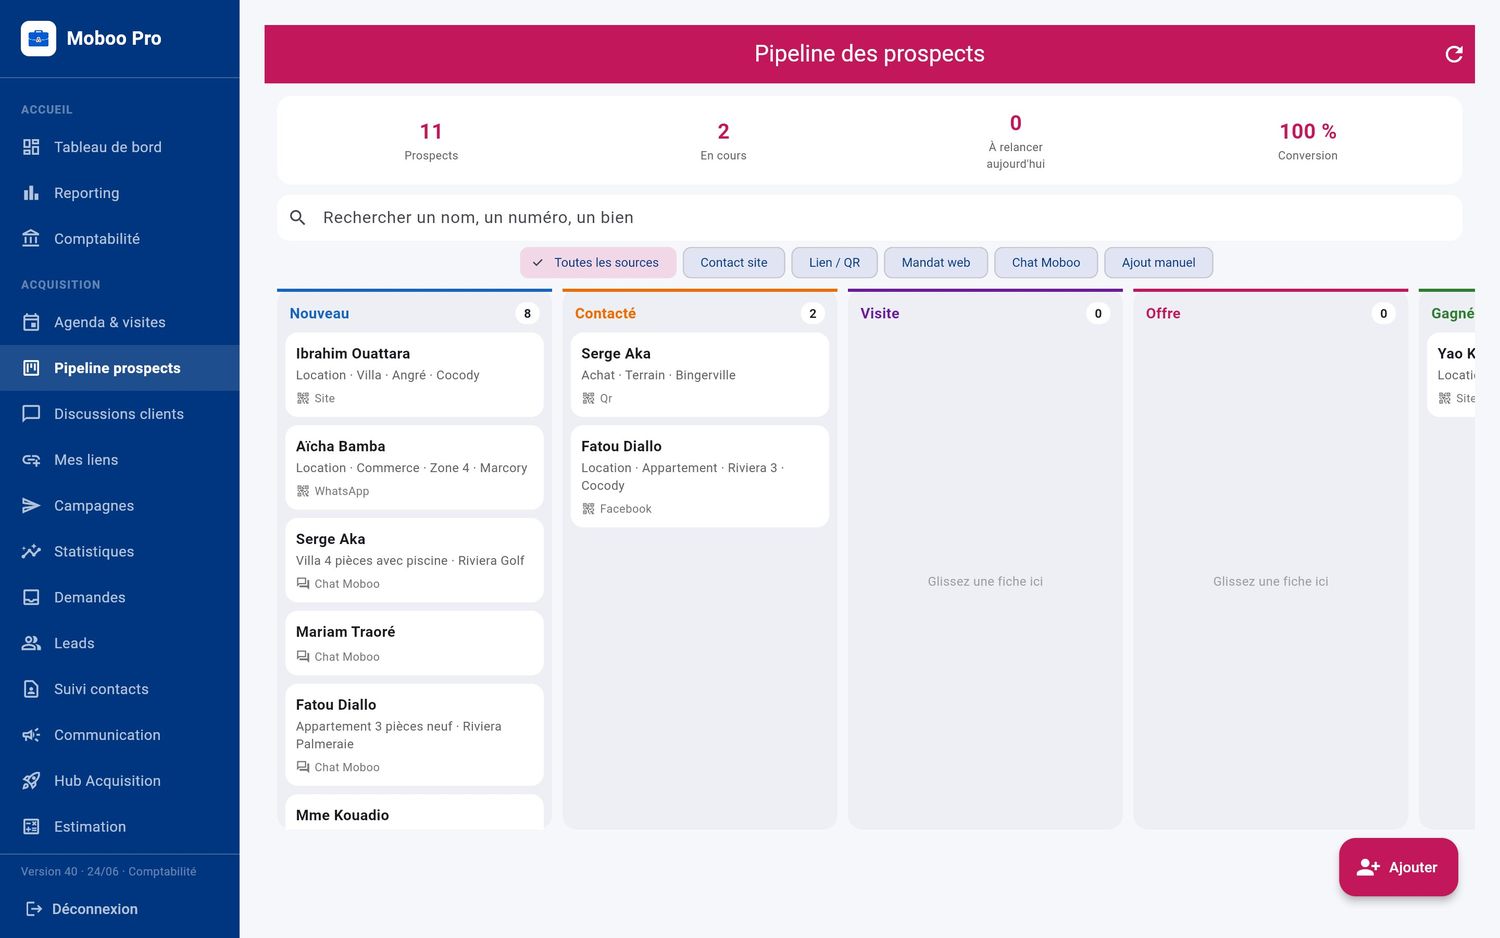 Moboo Pro
ACCUEIL
Tableau de bord
Reporting
Comptabilité
ACQUISITION
Agenda & visites
Pipeline prospects
Discussions clients
Mes liens
Campagnes
Statistiques
Demandes
Leads
Suivi contacts
Communication
Hub Acquisition
Estimation
Version 40 · 24/06 · Comptabilité
Déconnexion
Pipeline des prospects
11
Prospects
2
En cours
0
À relancer
aujourd'hui
100 %
Conversion
Rechercher un nom, un numéro, un bien
Toutes les sources
Contact site
Lien / QR
Mandat web
Chat Moboo
Ajout manuel
Nouveau 8
Ibrahim Ouattara
Location · Villa · Angré · Cocody
Site
Aïcha Bamba
Location · Commerce · Zone 4 · Marcory
WhatsApp
Serge Aka
Villa 4 pièces avec piscine · Riviera Golf
Chat Moboo
Mariam Traoré
Chat Moboo
Fatou Diallo
Appartement 3 pièces neuf · Riviera
Palmeraie
Chat Moboo
Mme Kouadio
Contacté 2
Serge Aka
Achat · Terrain · Bingerville
Qr
Fatou Diallo
Location · Appartement · Riviera 3 ·
Cocody
Facebook
Visite 0
Glissez une fiche ici
Offre 0
Glissez une fiche ici
Gagné
Yao K
Locati
Site
Ajouter